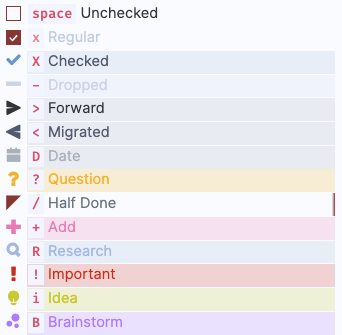 space Unchecked
x Regular
X Checked
- Dropped
> Forward
< Migrated
D Date
? Question
/ Half Done
+ Add
R Research
! Important
i Idea
B Brainstorm